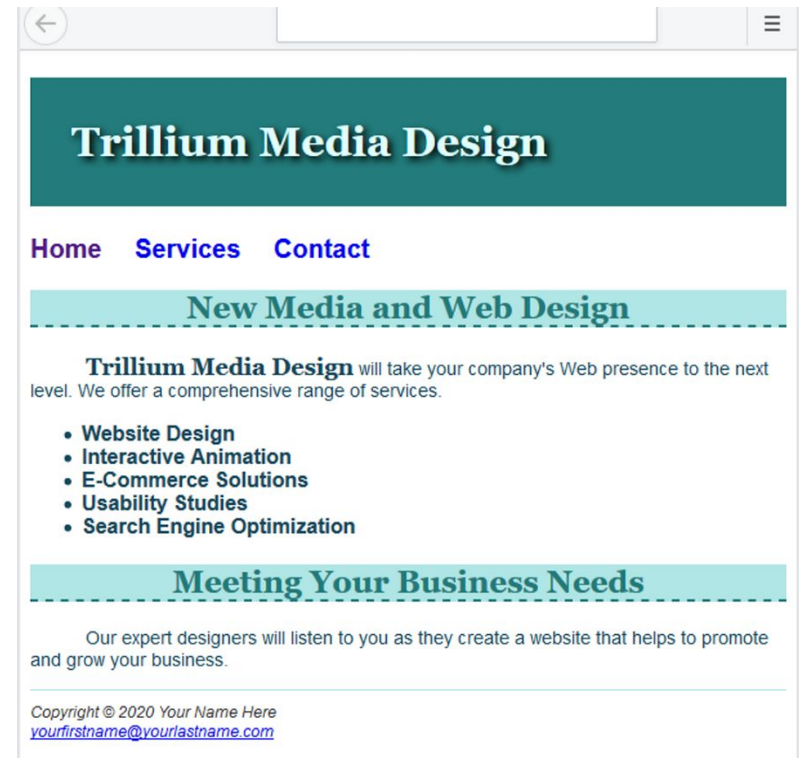 Trillium Media Design
Home Services Contact
New Media and Web Design
Trillium Media Design will take your company's Web presence to the next
level. We offer a comprehensive range of services.
• Website Design
• Interactive Animation
• E-Commerce Solutions
• Usability Studies
• Search Engine Optimization
Meeting Your Business Needs
Our expert designers will listen to you as they create a website that helps to promote
and grow your business.
Copyright © 2020 Your Name Here
yourfirstname@yourlastname.com